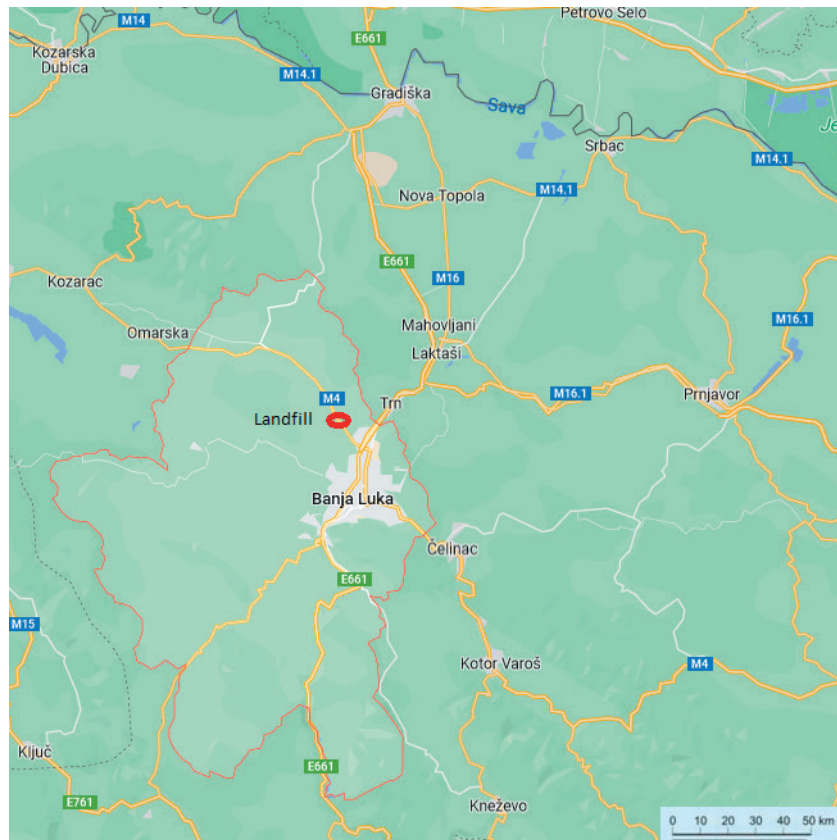 Petrovo Selo
M14
Kozarska
Dubica
E661
M14.1
Gradiška
Sava
Je
Srbac
M14.1
M14.1
Nova Topola
E661
M16
Kozarac
Omarska
Mahovljani
Laktaši
M16.1
M4
Trn
M16.1
Prnjavor
Landfill
Banja Luka
Čelinac
E661
M15
Kotor Varoš
M4
Ključ
E661
E761
Kneževo
0 10 20 30 40 50 km